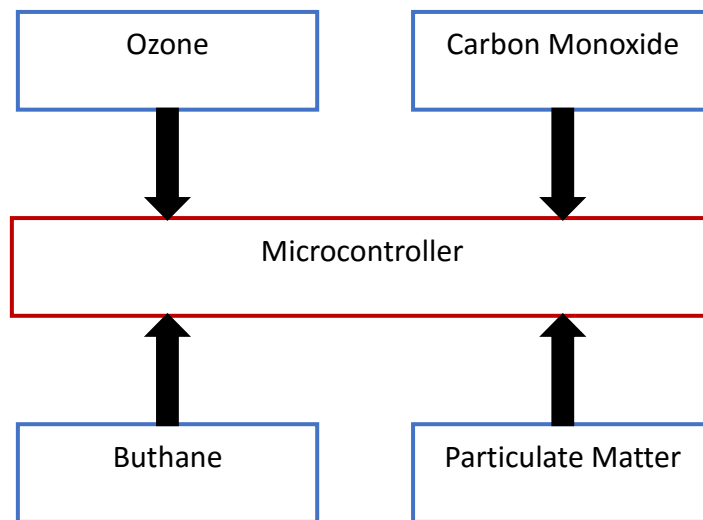 Ozone
Carbon Monoxide
Microcontroller
Buthane
Particulate Matter